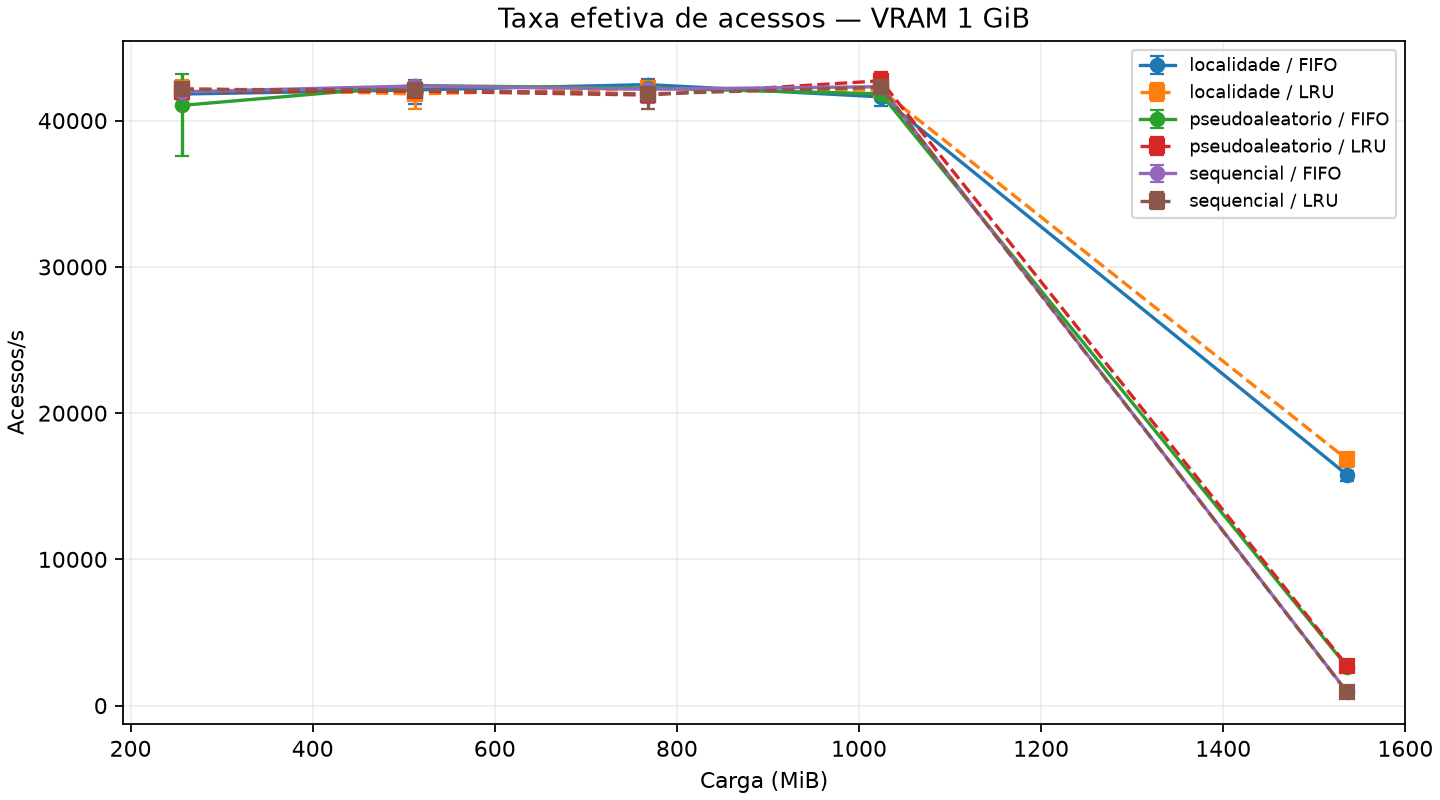 Taxa efetiva de acessos — VRAM 1 GiB
localidade / FIFO
localidade / LRU
pseudoaleatorio / FIFO
pseudoaleatorio / LRU
sequencial / FIFO
sequencial / LRU
Acessos/s
40000
30000
20000
10000
0
200 400 600 800 1000 1200 1400 1600
Carga (MiB)